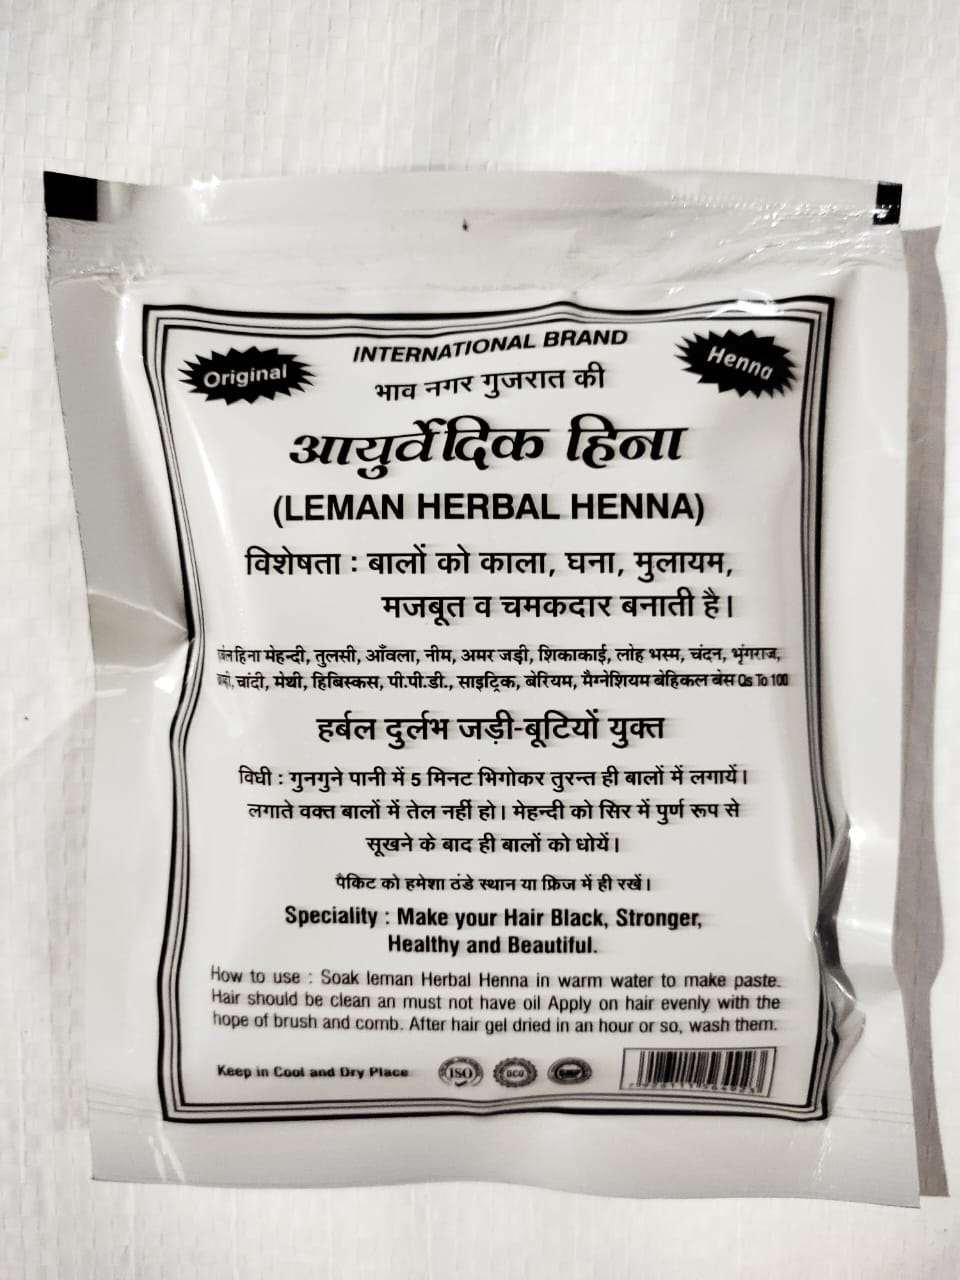 INTERNATIONAL BRAND
Original
Henna
भाव नगर गुजरात की
आयुर्वेदिक हिना
(LEMAN HERBAL HENNA)
विशेषता : बालों को काला, घना, मुलायम,
मजबूत व चमकदार बनाती है।
हिना मेहन्दी, तुलसी, आँवला, नीम, अमर जड़ी, शिकाकाई, लोह भस्म, चंदन, भृंगराज,
चांदी, मेथी, हिबिस्कस, पी.पी.डी., साइट्रिक, बेरियम, मैग्नेशियम बेहिकल बेस Qs To 100
हर्बल दुर्लभ जड़ी-बूटियों युक्त
विधी : गुनगुने पानी में 5 मिनट भिगोकर तुरन्त ही बालों में लगायें।
लगाते वक्त बालों में तेल नहीं हो। मेहन्दी को सिर में पुर्ण रूप से
सूखने के बाद ही बालों को धोयें।
पैकिट को हमेशा ठंडे स्थान या फ्रिज में ही रखें।
Speciality : Make your Hair Black, Stronger,
Healthy and Beautiful.
How to use : Soak leman Herbal Henna in warm water to make paste.
Hair should be clean an must not have oil Apply on hair evenly with the
hope of brush and comb. After hair gel dried in an hour or so, wash them.
Keep in Cool and Dry Place
ISO
GMP